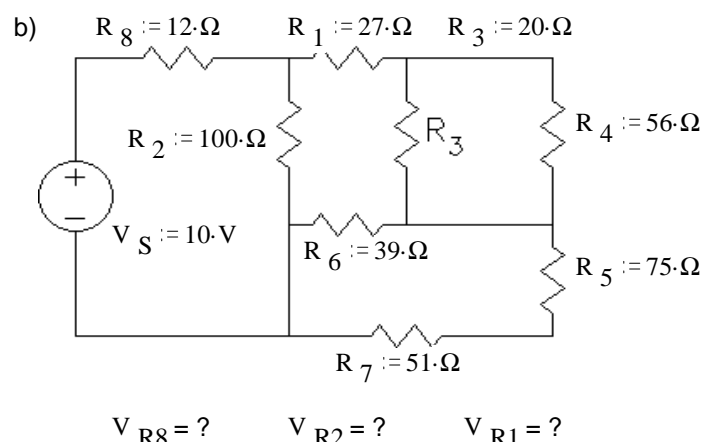 b)
R 8 := 12·Ω R 1 := 27·Ω R 3 := 20·Ω
R 2 := 100·Ω R3 R 4 := 56·Ω
+
−
V S := 10·V
R 6 := 39·Ω
R 5 := 75·Ω
R 7 := 51·Ω
V R8 = ? V R2 = ? V R1 = ?